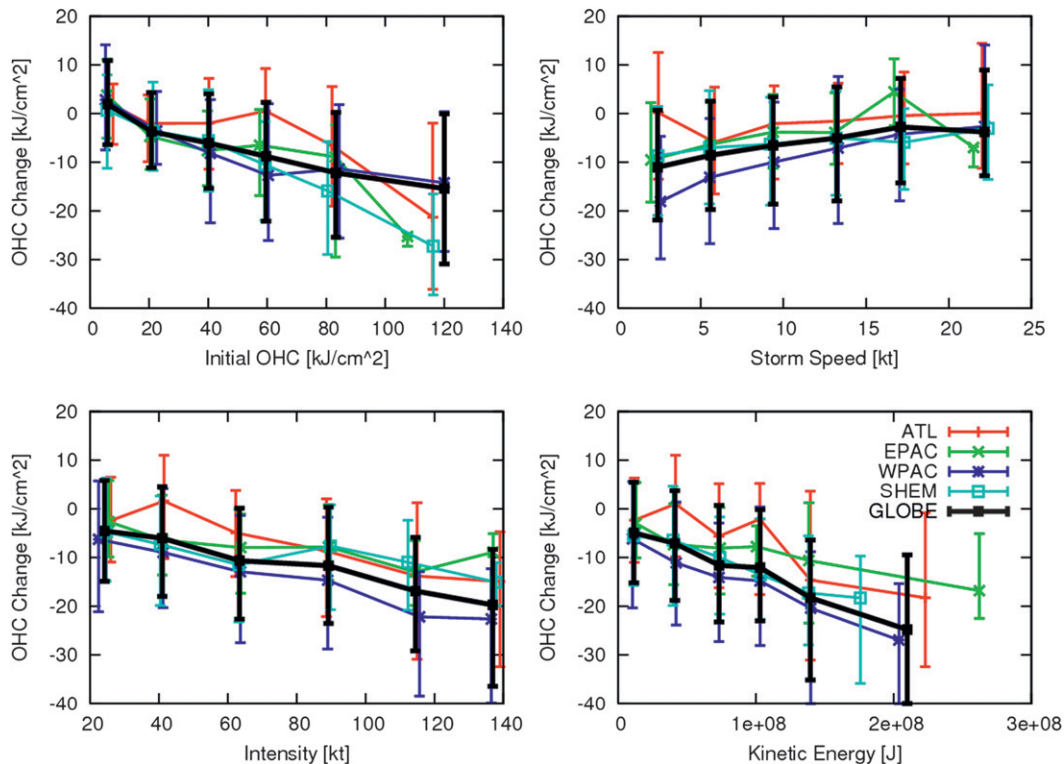 20
10
0
-10
-20
-30
-40
OHC Change [kJ/cm^2]
0 20 40 60 80 100 120 140
Initial OHC [kJ/cm^2]
20
10
0
-10
-20
-30
-40
OHC Change [kJ/cm^2]
0 5 10 15 20 25
Storm Speed [kt]
20
10
0
-10
-20
-30
-40
OHC Change [kJ/cm^2]
20 40 60 80 100 120 140
Intensity [kt]
20
10
0
-10
-20
-30
-40
OHC Change [kJ/cm^2]
0 1e+08 2e+08 3e+08
Kinetic Energy [J]
ATL
EPAC
WPAC
SHEM
GLOBE